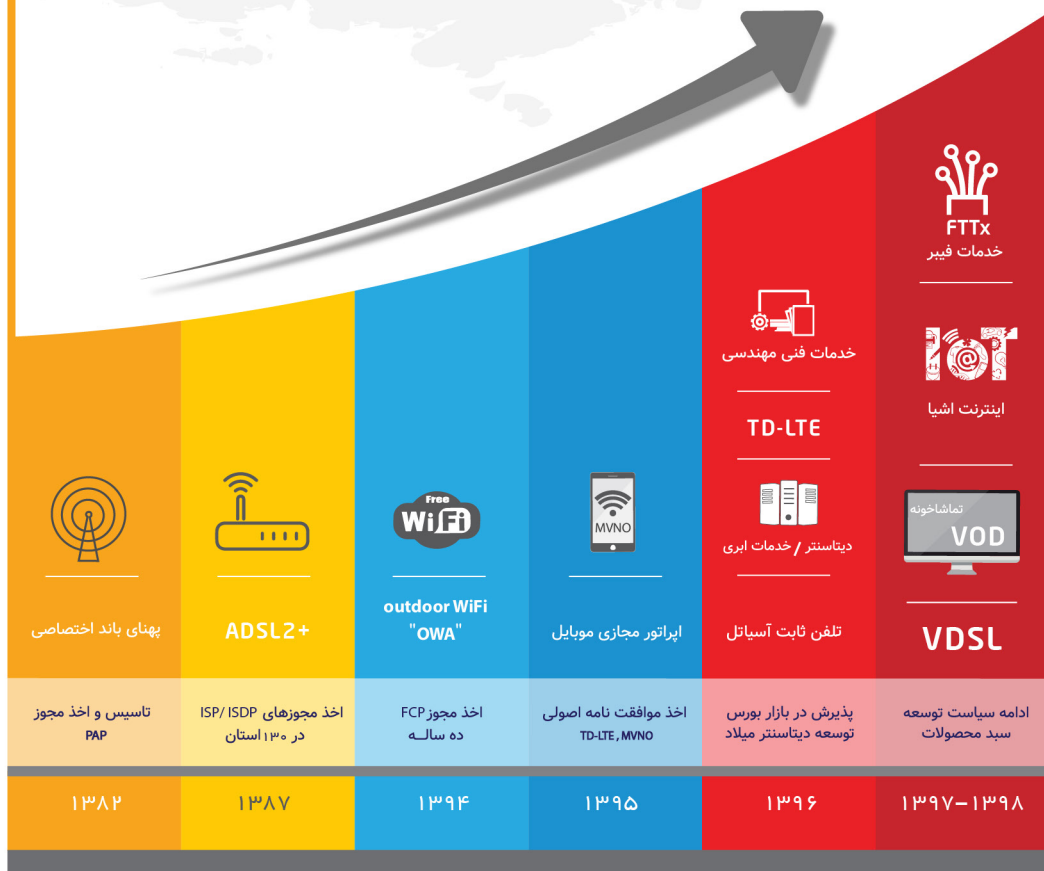 پهنای باند اختصاصی
تاسیس و اخذ مجوز
PAP
۱۳۸۲
ADSL2+
اخذ مجوزهای ISP/ ISDP
در ۱۳۰ استان
۱۳۸۷
Free
WiFi
outdoor WiFi
"OWA"
اخذ مجوز FCP
ده سالــه
۱۳۹۴
MVNO
اپراتور مجازی موبایل
اخذ موافقت نامه اصولی
TD-LTE , MVNO
۱۳۹۵
خدمات فنی مهندسی
TD-LTE
دیتاسنتر / خدمات ابری
تلفن ثابت آسیاتل
پذیرش در بازار بورس
توسعه دیتاسنتر میلاد
۱۳۹۶
FTTx
خدمات فیبر
IoT
@
اینترنت اشیا
تماشاخونه
VOD
VDSL
ادامه سیاست توسعه
سبد محصولات
۱۳۹۷-۱۳۹۸